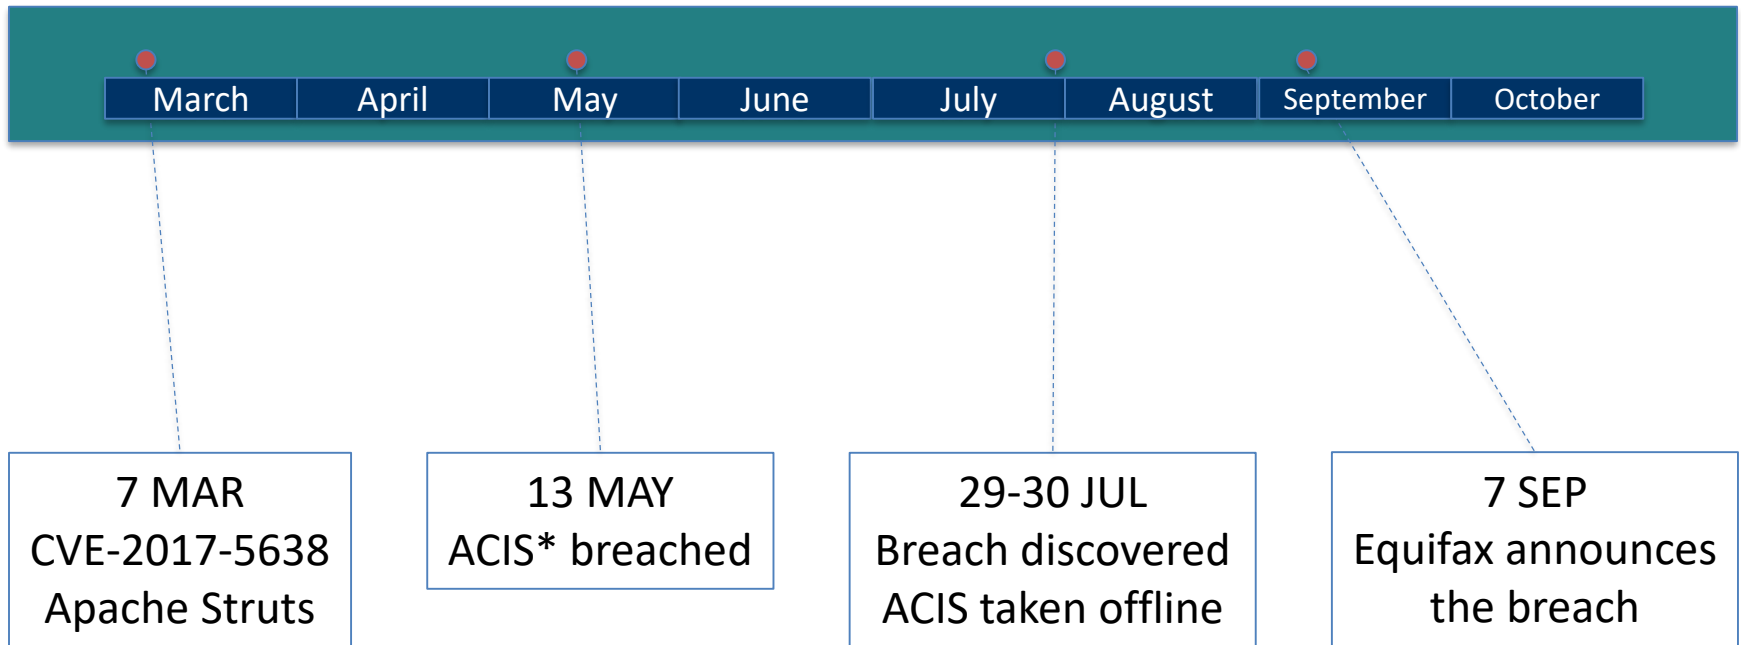 March April May June July August September October
7 MAR
CVE-2017-5638
Apache Struts
13 MAY
ACIS* breached
29-30 JUL
Breach discovered
ACIS taken offline
7 SEP
Equifax announces
the breach